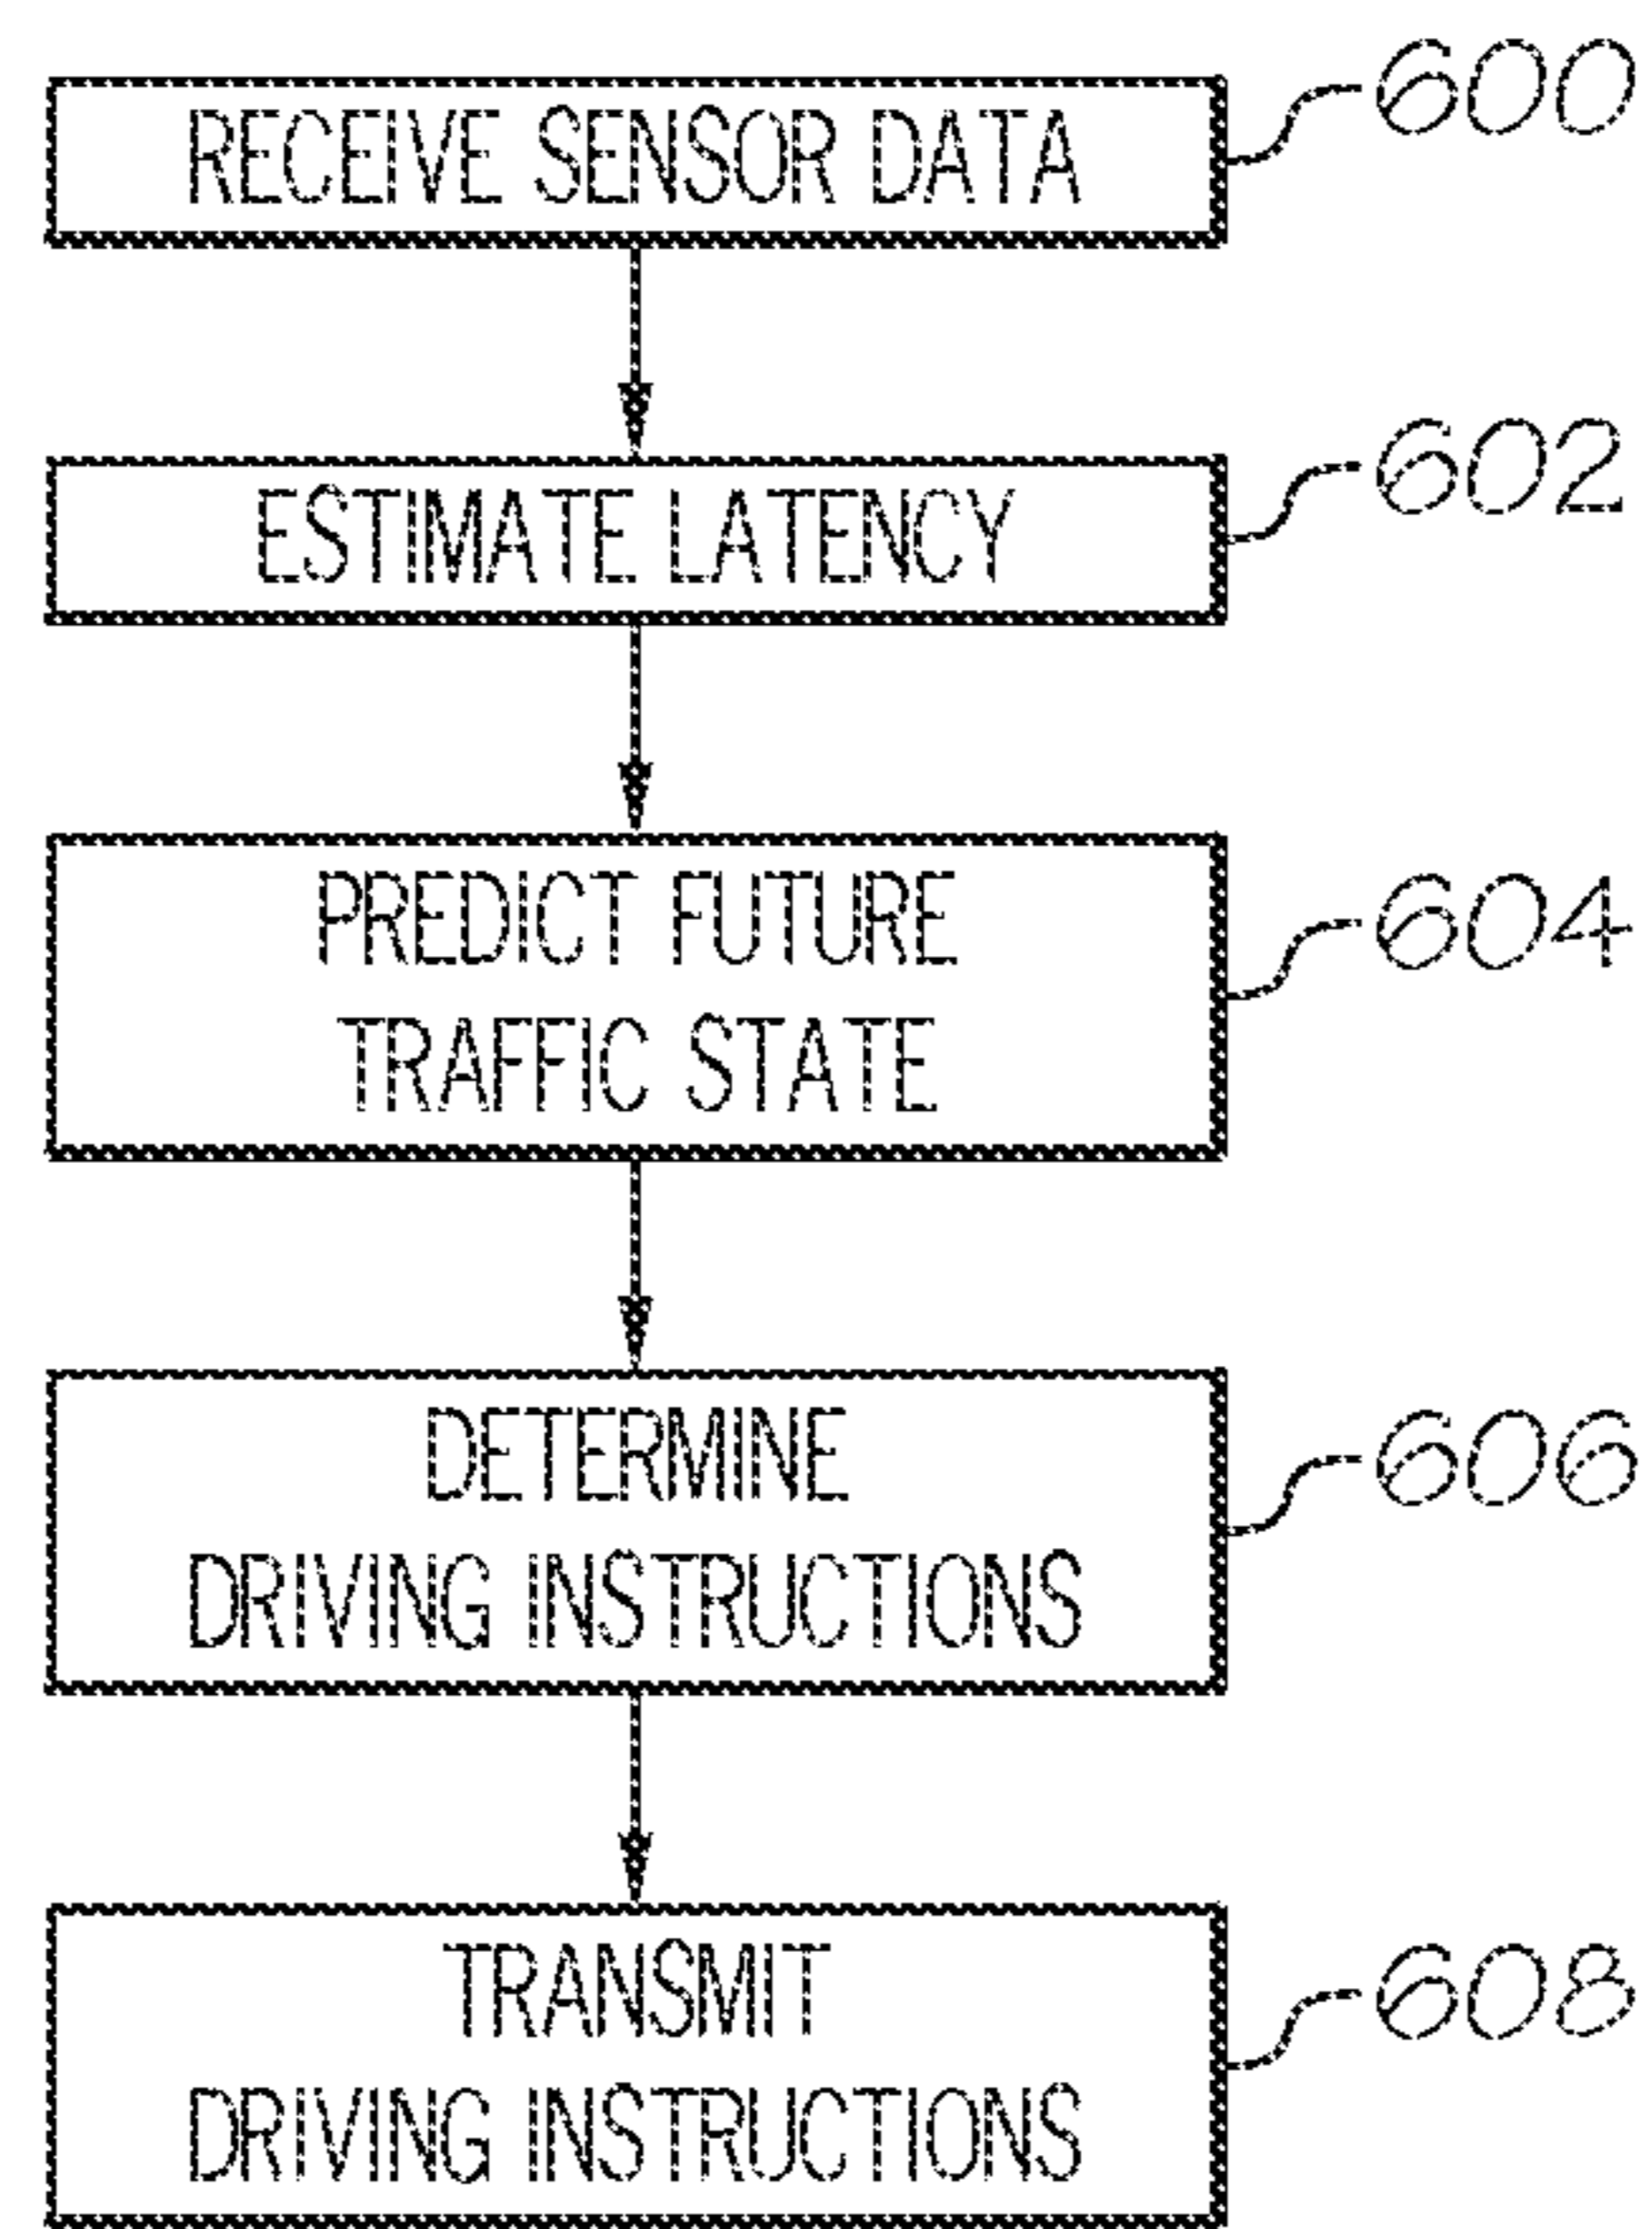 RECEIVE SENSOR DATA
600
ESTIMATE LATENCY
602
PREDICT FUTURE
TRAFFIC STATE
604
DETERMINE
DRIVING INSTRUCTIONS
606
TRANSMIT
DRIVING INSTRUCTIONS
608